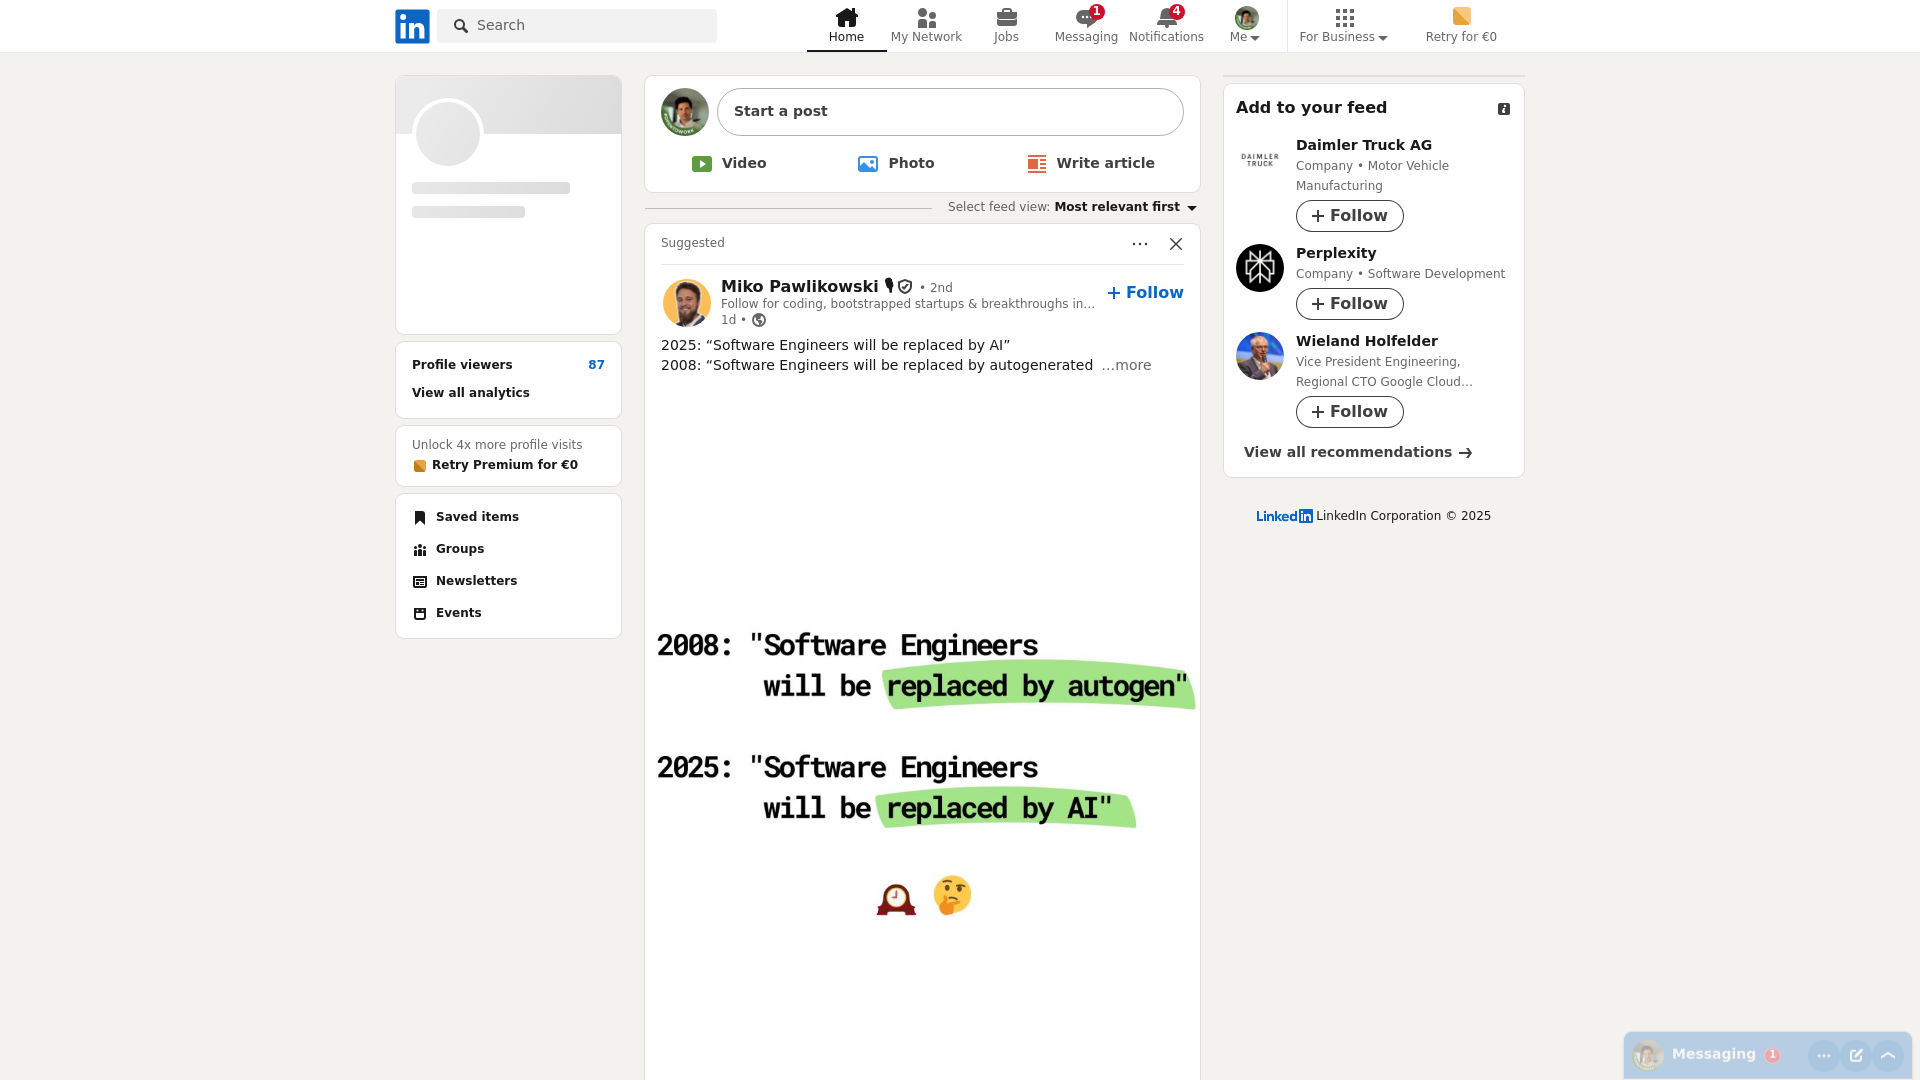 in
Search
Home
My Network
Jobs
1
Messaging
4
Notifications
Me
For Business
Retry for €0
Profile viewers 87
View all analytics
Unlock 4x more profile visits
Retry Premium for €0
Saved items
Groups
Newsletters
Events
Start a post
Video
Photo
Write article
Select feed view: Most relevant first
Suggested
Miko Pawlikowski • 2nd
Follow for coding, bootstrapped startups & breakthroughs in...
1d •
+ Follow
2025: “Software Engineers will be replaced by AI”
2008: “Software Engineers will be replaced by autogenerated …more
2008: "Software Engineers
will be replaced by autogen"
2025: "Software Engineers
will be replaced by AI"
Add to your feed
DAIMLER
TRUCK
Daimler Truck AG
Company • Motor Vehicle
Manufacturing
+ Follow
Perplexity
Company • Software Development
+ Follow
Wieland Holfelder
Vice President Engineering,
Regional CTO Google Cloud…
+ Follow
View all recommendations →
LinkedIn LinkedIn Corporation © 2025
Messaging 1